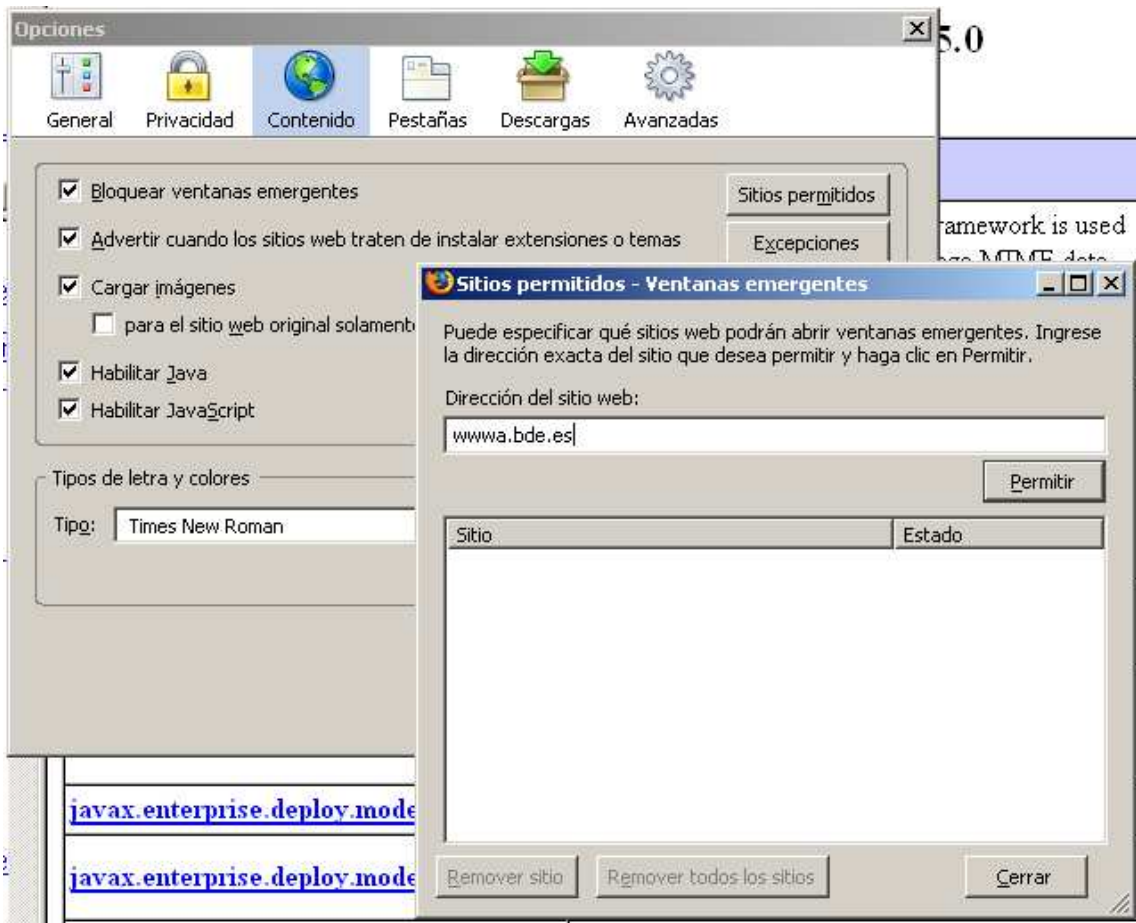 Opciones
5.0
General Privacidad Contenido Pestañas Descargas Avanzadas
Bloquear ventanas emergentes
Sitios permitidos
Advertir cuando los sitios web traten de instalar extensiones o temas
Excepciones
Cargar imágenes
para el sitio web original solamente
Habilitar Java
Habilitar JavaScript
Tipos de letra y colores
Tipo: Times New Roman
ramework is used
MIME data
Sitios permitidos - Ventanas emergentes
Puede especificar qué sitios web podrán abrir ventanas emergentes. Ingrese
la dirección exacta del sitio que desea permitir y haga clic en Permitir.
Dirección del sitio web:
wwwa.bde.es
Permitir
Sitio Estado
Remover sitio Remover todos los sitios Cerrar
javax.enterprise.deploy.mode
javax.enterprise.deploy.mode